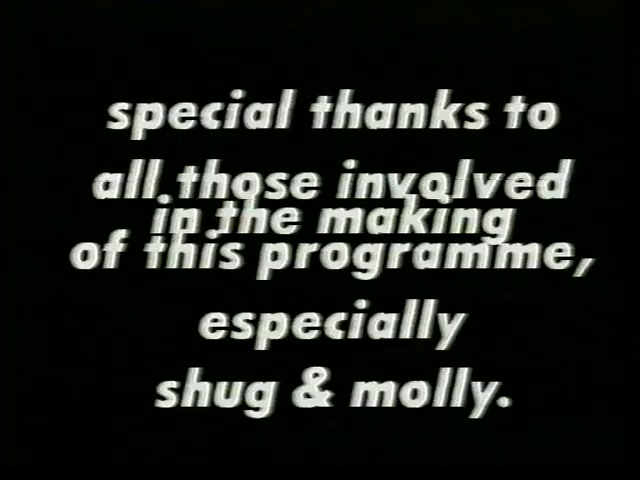 special thanks to
all those involved
in the making
of this programme,
especially
shug & molly.